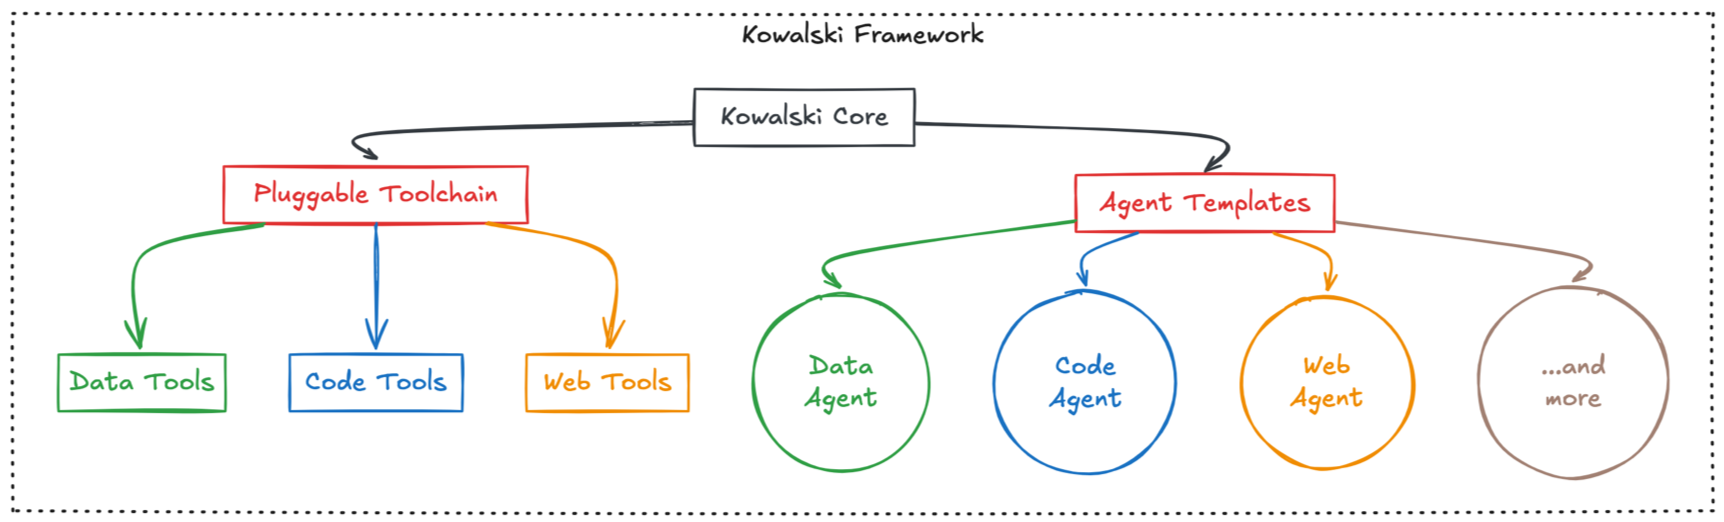 Kowalski Framework
Kowalski Core
Pluggable Toolchain
Agent Templates
Data Tools
Code Tools
Web Tools
Data
Agent
Code
Agent
Web
Agent
...and
more